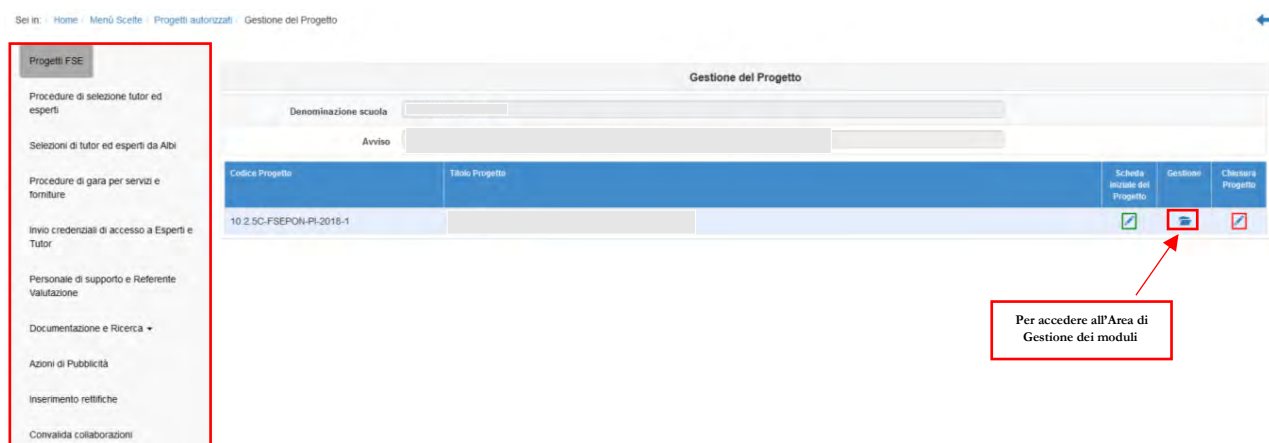 Sei in: / Home / Menù Scelte / Progetti autorizzati / Gestione del Progetto
Progetti FSE
Procedure di selezione tutor ed
esperti
Selezioni di tutor ed esperti da Albi
Procedure di gara per servizi e
forniture
Invio credenziali di accesso a Esperti e
Tutor
Personale di supporto e Referente
Valutazione
Documentazione e Ricerca
Azioni di Pubblicità
Inserimento rettifiche
Convalida collaborazioni
Gestione del Progetto
Denominazione scuola
Avviso
Codice Progetto
Titolo Progetto
Scheda
iniziale del
Progetto
Gestione
Chiusura
Progetto
10.2.5C-FSEPON-PI-2018-1
Per accedere all'Area di
Gestione dei moduli